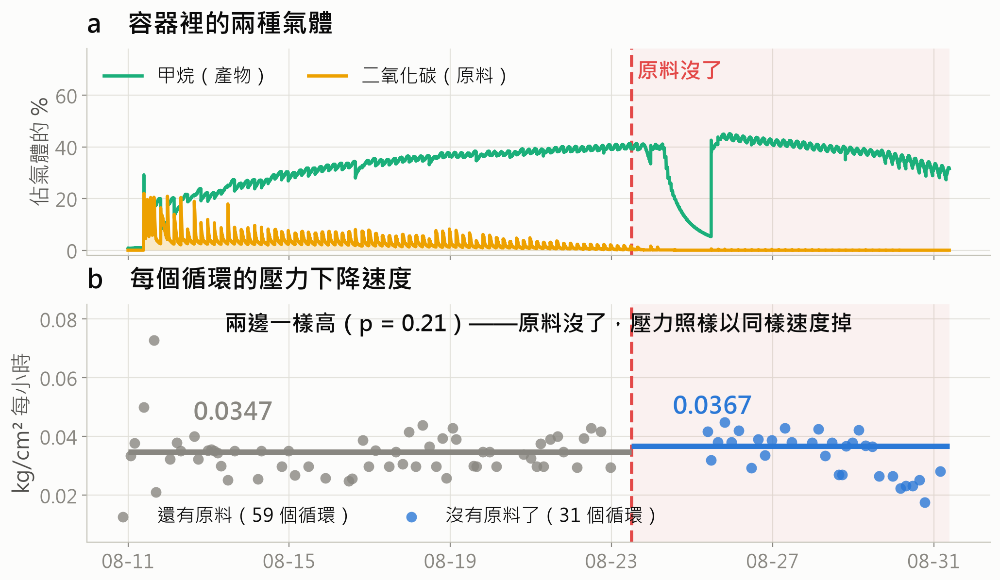 a 容器裡的兩種氣體
甲烷（產物）
二氧化碳（原料）
原料沒了
佔氣體的 %
60
40
20
0
b 每個循環的壓力下降速度
兩邊一樣高（p = 0.21）——原料沒了，壓力照樣以同樣速度掉
kg/cm² 每小時
0.08
0.06
0.04
0.02
0.0347
0.0367
還有原料（59 個循環）
沒有原料了（31 個循環）
08-11
08-15
08-19
08-23
08-27
08-31